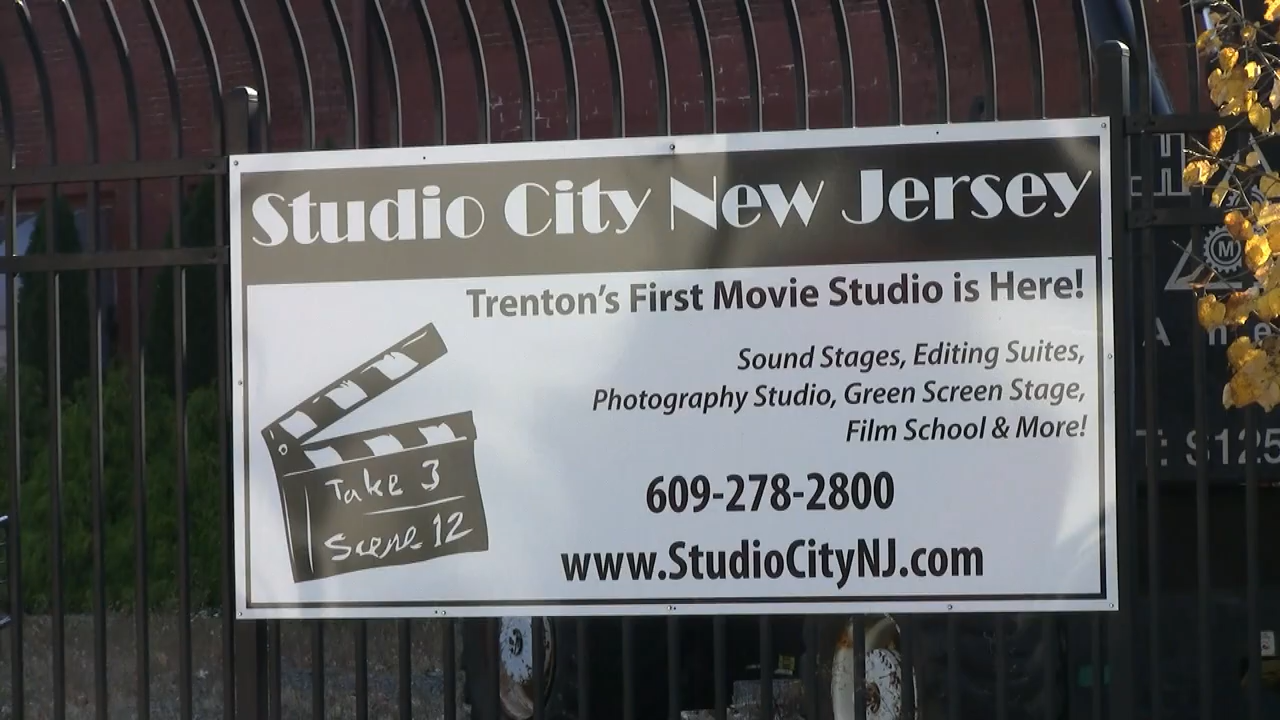 Studio City New Jersey
Trenton's First Movie Studio is Here!
Sound Stages, Editing Suites,
Photography Studio, Green Screen Stage,
Film School & More!
609-278-2800
www.StudioCityNJ.com
Take 3
Scene 12
M
T: S125